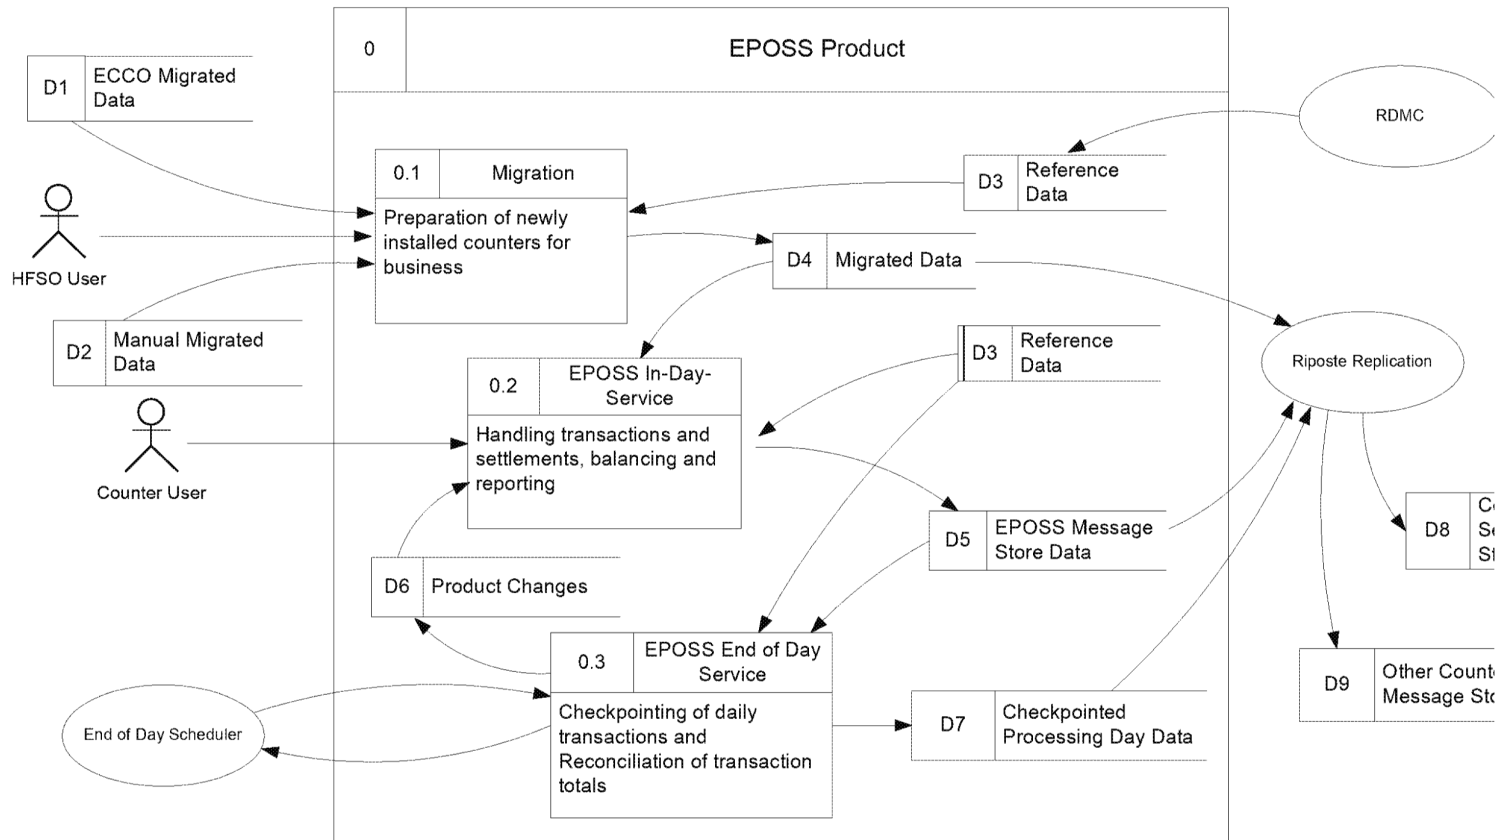 0
EPOSS Product
D1
ECCO Migrated
Data
RDMC
0.1
Migration
Preparation of newly
installed counters for
business
D3
Reference
Data
HFSO User
D4
Migrated Data
D2
Manual Migrated
Data
D3
Reference
Data
Riposte Replication
0.2
EPOSS In-Day-
Service
Handling transactions and
settlements, balancing and
reporting
Counter User
D5
EPOSS Message
Store Data
D8
D6
Product Changes
0.3
EPOSS End of Day
Service
Checkpointing of daily
transactions and
Reconciliation of transaction
totals
D9
Other
Message
End of Day Scheduler
D7
Checkpointed
Processing Day Data